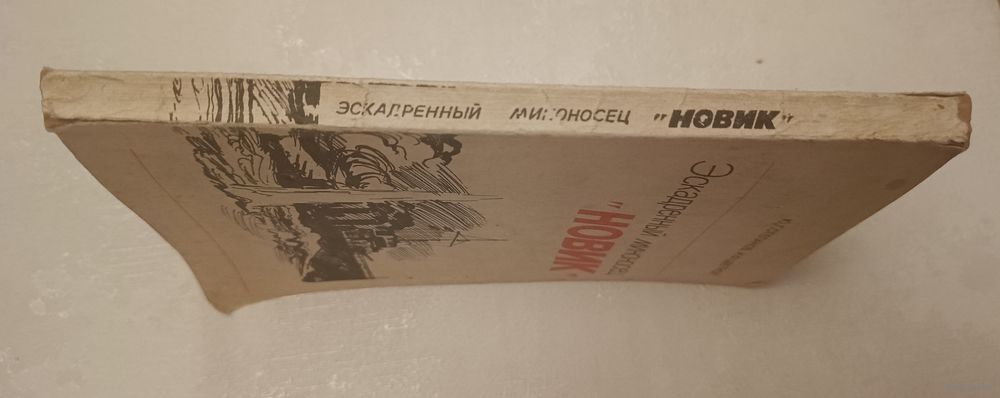 ЭСКАДРЕННЫЙ МИНОНОСЕЦ "НОВИК"
Эскадренный миноносец
"НОВИК"